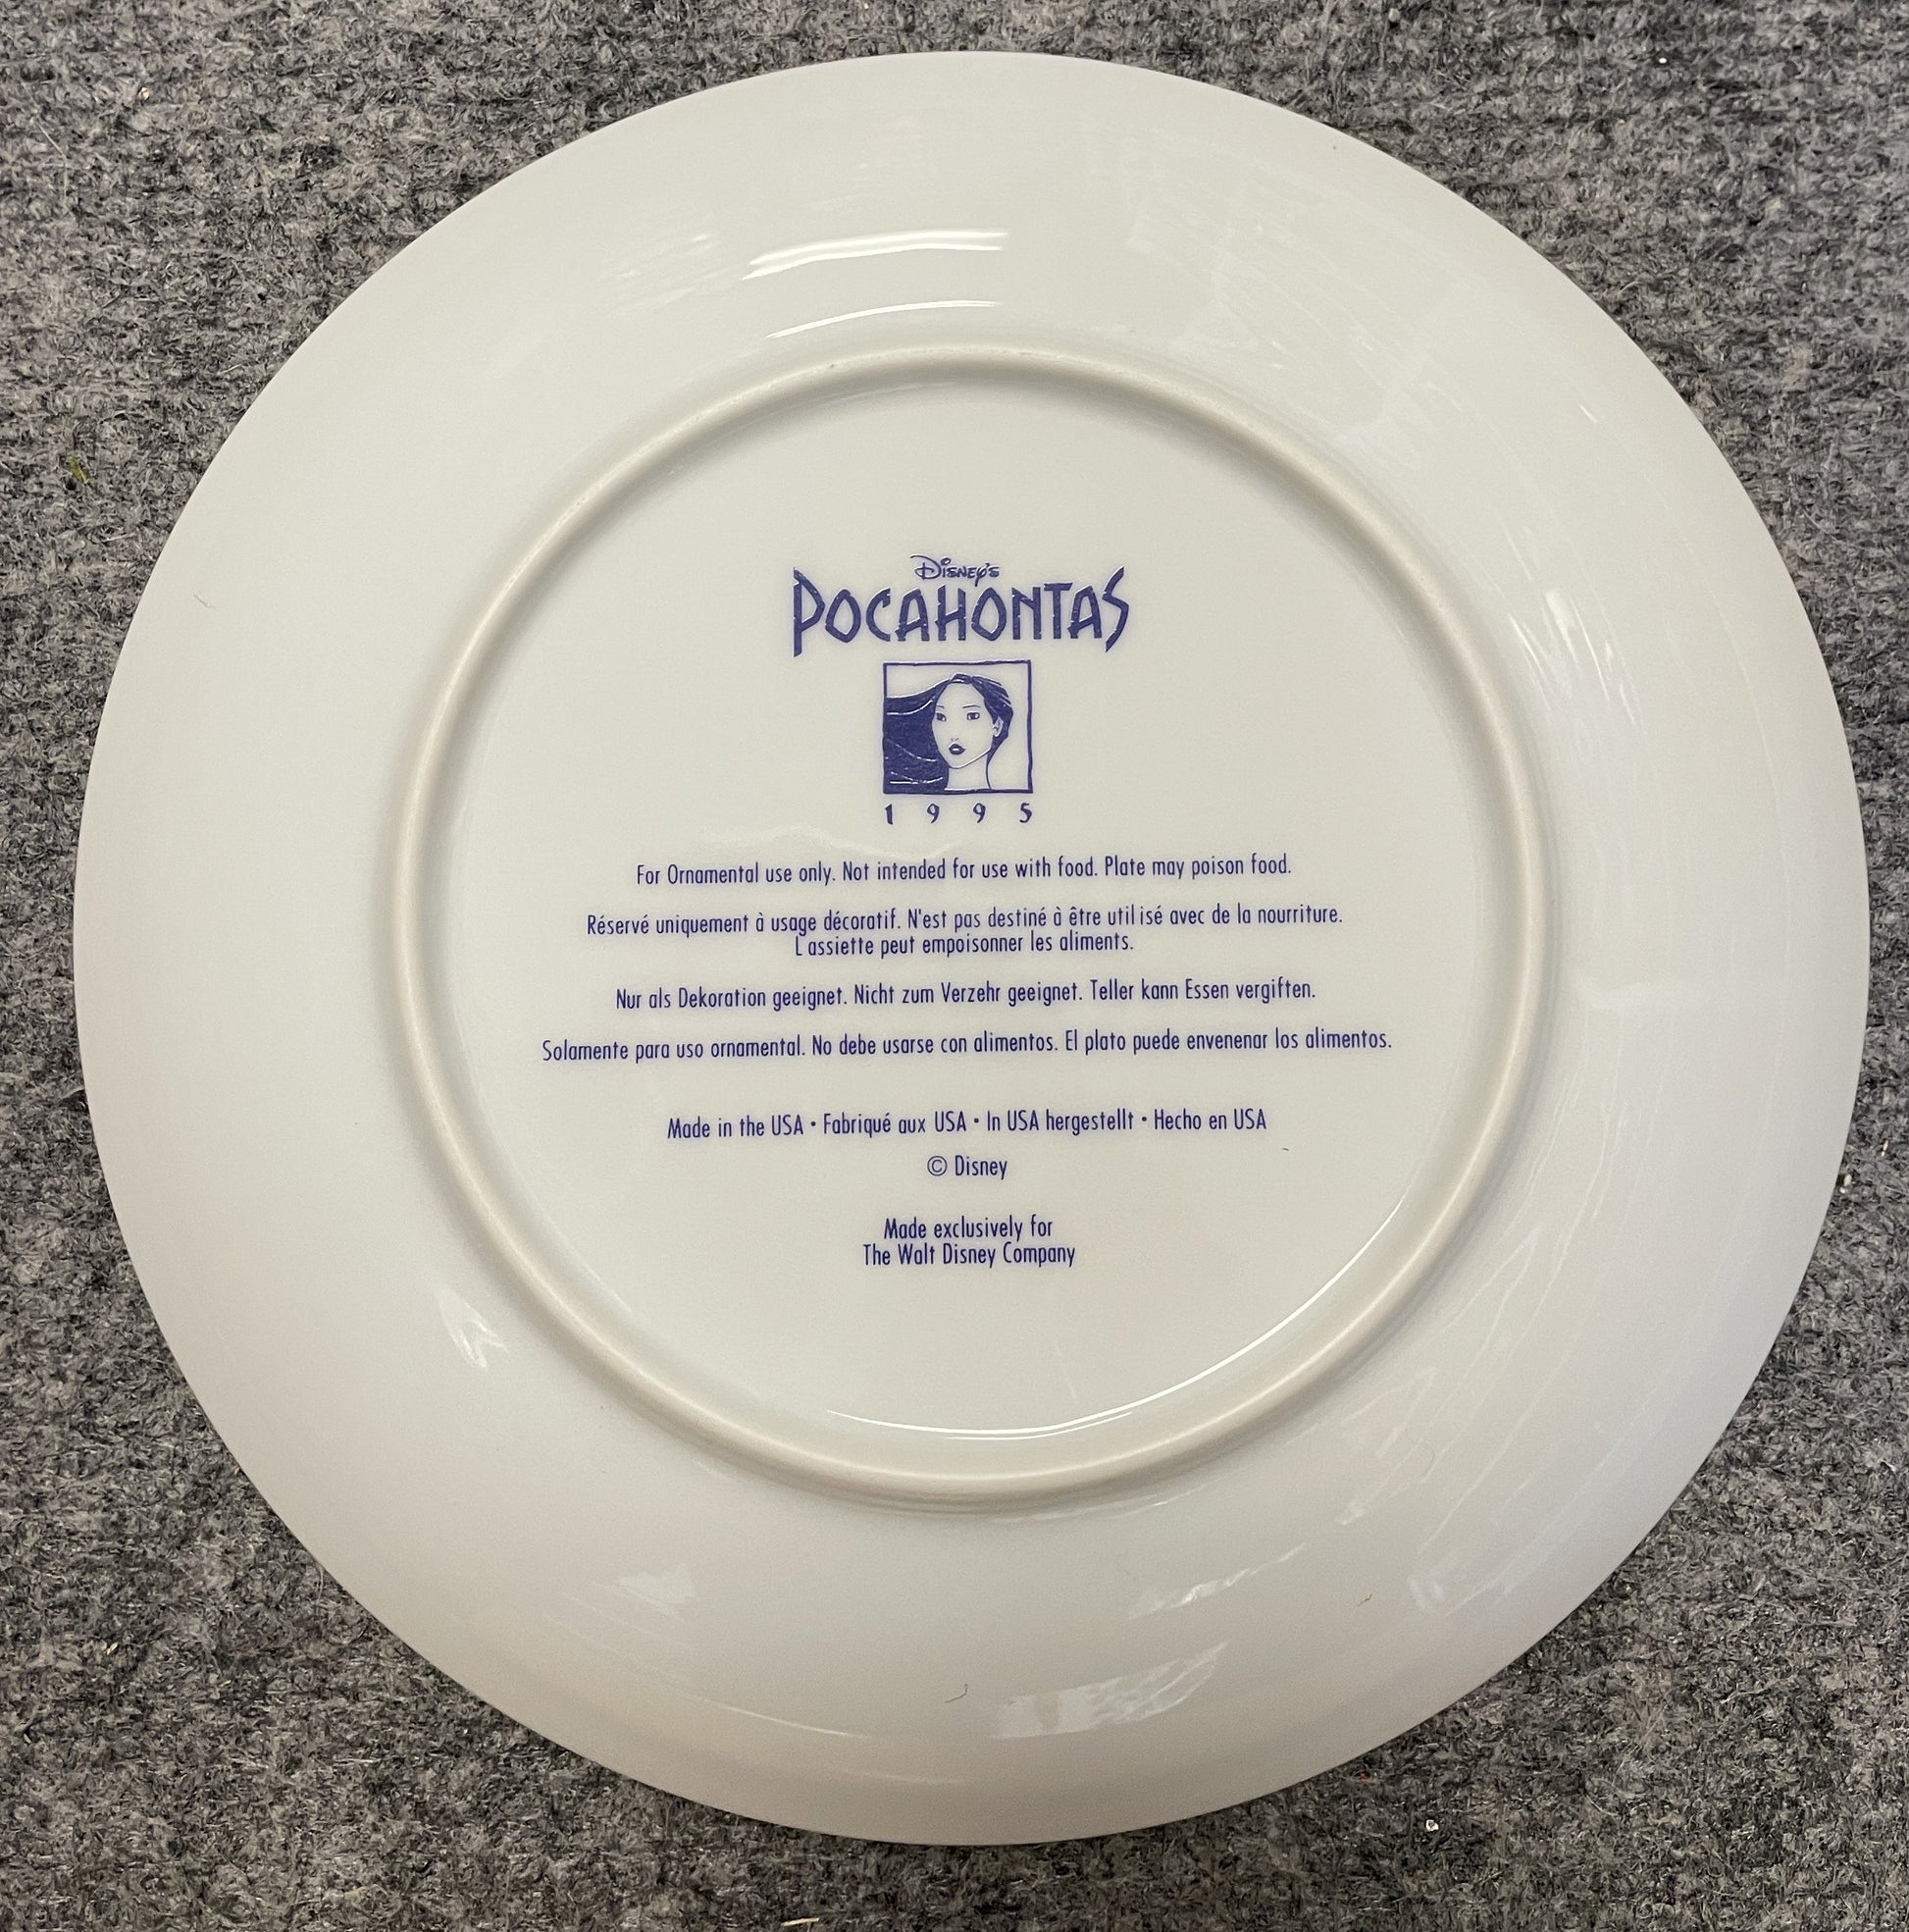 Disney's
POCAHONTAS
1995
For Ornamental use only. Not intended for use with food. Plate may poison food.
Réservé uniquement à usage décoratif. N'est pas destiné à être utilisé avec de la nourriture.
L assiette peut empoisonner les aliments.
Nur als Dekoration geeignet. Nicht zum Verzehr geeignet. Teller kann Essen vergiften.
Solamente para uso ornamental. No debe usarse con alimentos. El plato puede envenenar los alimentos.
Made in the USA • Fabriqué aux USA • In USA hergestellt • Hecho en USA
© Disney
Made exclusively for
The Walt Disney Company